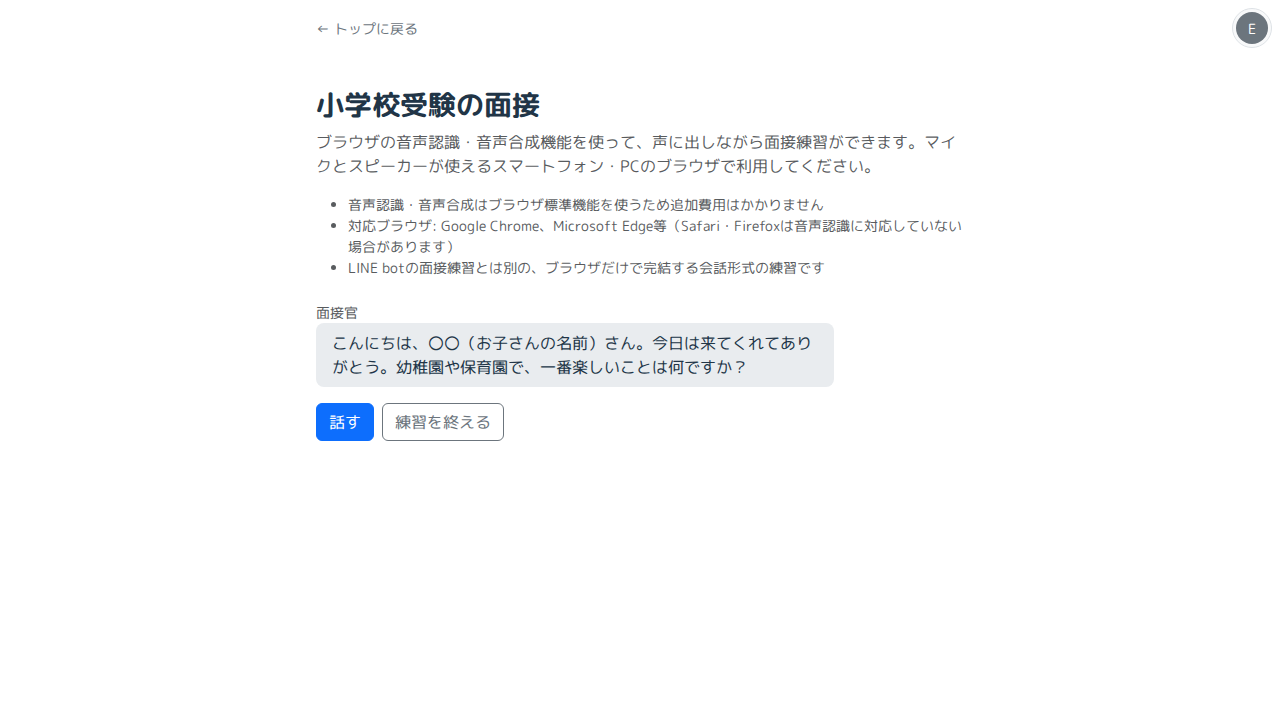 ← トップに戻る
E
小学校受験の面接
ブラウザの音声認識・音声合成機能を使って、声に出しながら面接練習ができます。マイ
クとスピーカーが使えるスマートフォン・PCのブラウザで利用してください。
• 音声認識・音声合成はブラウザ標準機能を使うため追加費用はかかりません
• 対応ブラウザ: Google Chrome、Microsoft Edge等（Safari・Firefoxは音声認識に対応していない
場合があります）
• LINE botの面接練習とは別の、ブラウザだけで完結する会話形式の練習です
面接官
こんにちは、〇〇（お子さんの名前）さん。今日は来てくれてあり
がとう。幼稚園や保育園で、一番楽しいことは何ですか？
話す
練習を終える